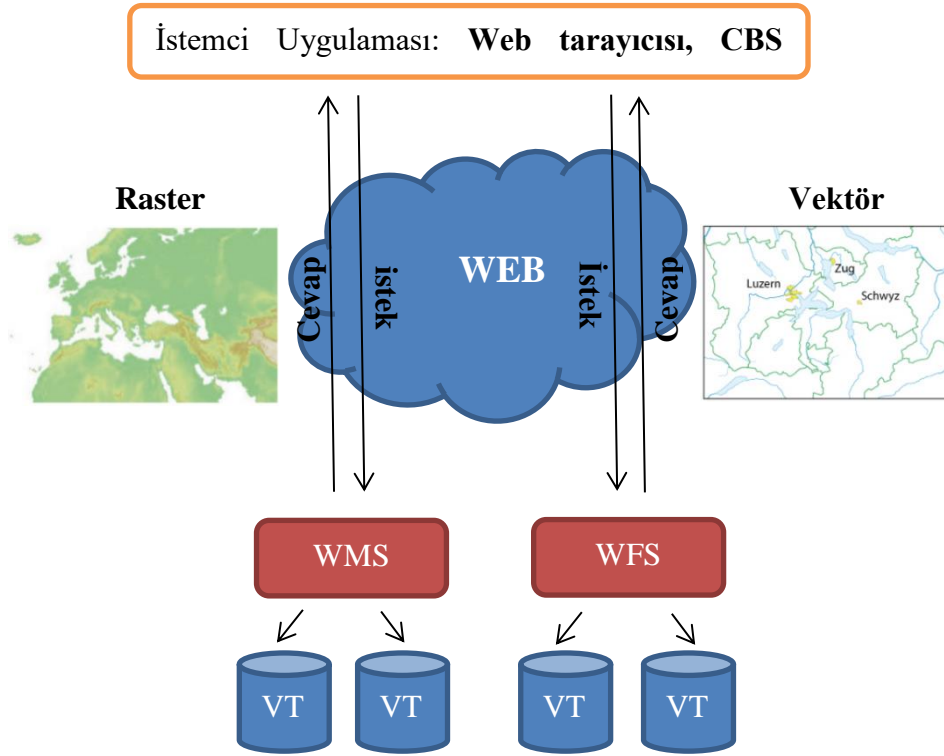 İstemci Uygulaması: Web tarayıcısı, CBS
Raster
Vektör
WEB
Cevap
istek
İstek
Cevap
Luzern
Zug
Schwyz
WMS
WFS
VT
VT
VT
VT